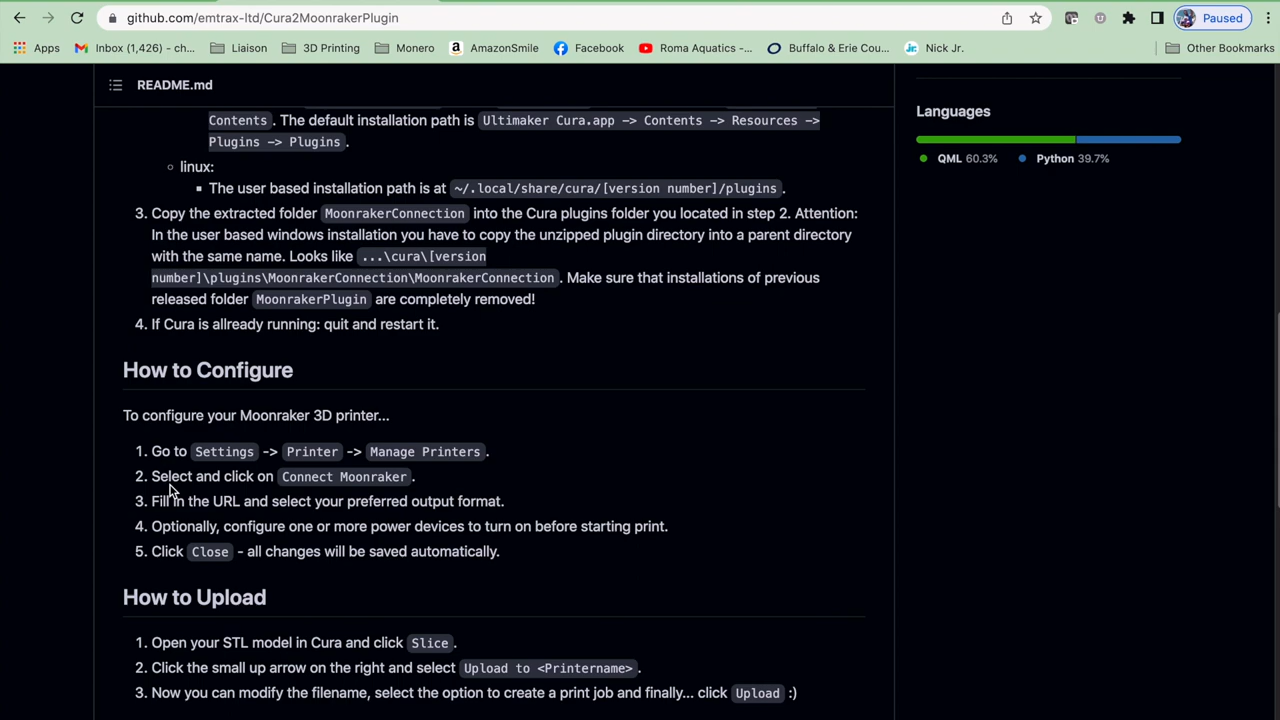 github.com/emtrax-ltd/Cura2MoonrakerPlugin
Paused
Apps
Inbox (1,426) - ch...
Liaison
3D Printing
Monero
AmazonSmile
Facebook
Roma Aquatics -...
Buffalo & Erie Cou...
Nick Jr.
Other Bookmarks
README.md
Contents. The default installation path is Ultimaker Cura.app -> Contents -> Resources ->
Plugins -> Plugins.
linux:
The user based installation path is at ~/.local/share/cura/[version number]/plugins.
3. Copy the extracted folder MoonrakerConnection into the Cura plugins folder you located in step 2. Attention:
In the user based windows installation you have to copy the unzipped plugin directory into a parent directory
with the same name. Looks like ...\cura\[version
number]\plugins\MoonrakerConnection\MoonrakerConnection. Make sure that installations of previous
released folder MoonrakerPlugin are completely removed!
4. If Cura is allready running: quit and restart it.
How to Configure
To configure your Moonraker 3D printer...
1. Go to Settings -> Printer -> Manage Printers.
2. Select and click on Connect Moonraker.
3. Fill in the URL and select your preferred output format.
4. Optionally, configure one or more power devices to turn on before starting print.
5. Click Close - all changes will be saved automatically.
How to Upload
1. Open your STL model in Cura and click Slice.
2. Click the small up arrow on the right and select Upload to <Printername>.
3. Now you can modify the filename, select the option to create a print job and finally... click Upload :)
Languages
QML 60.3%
Python 39.7%